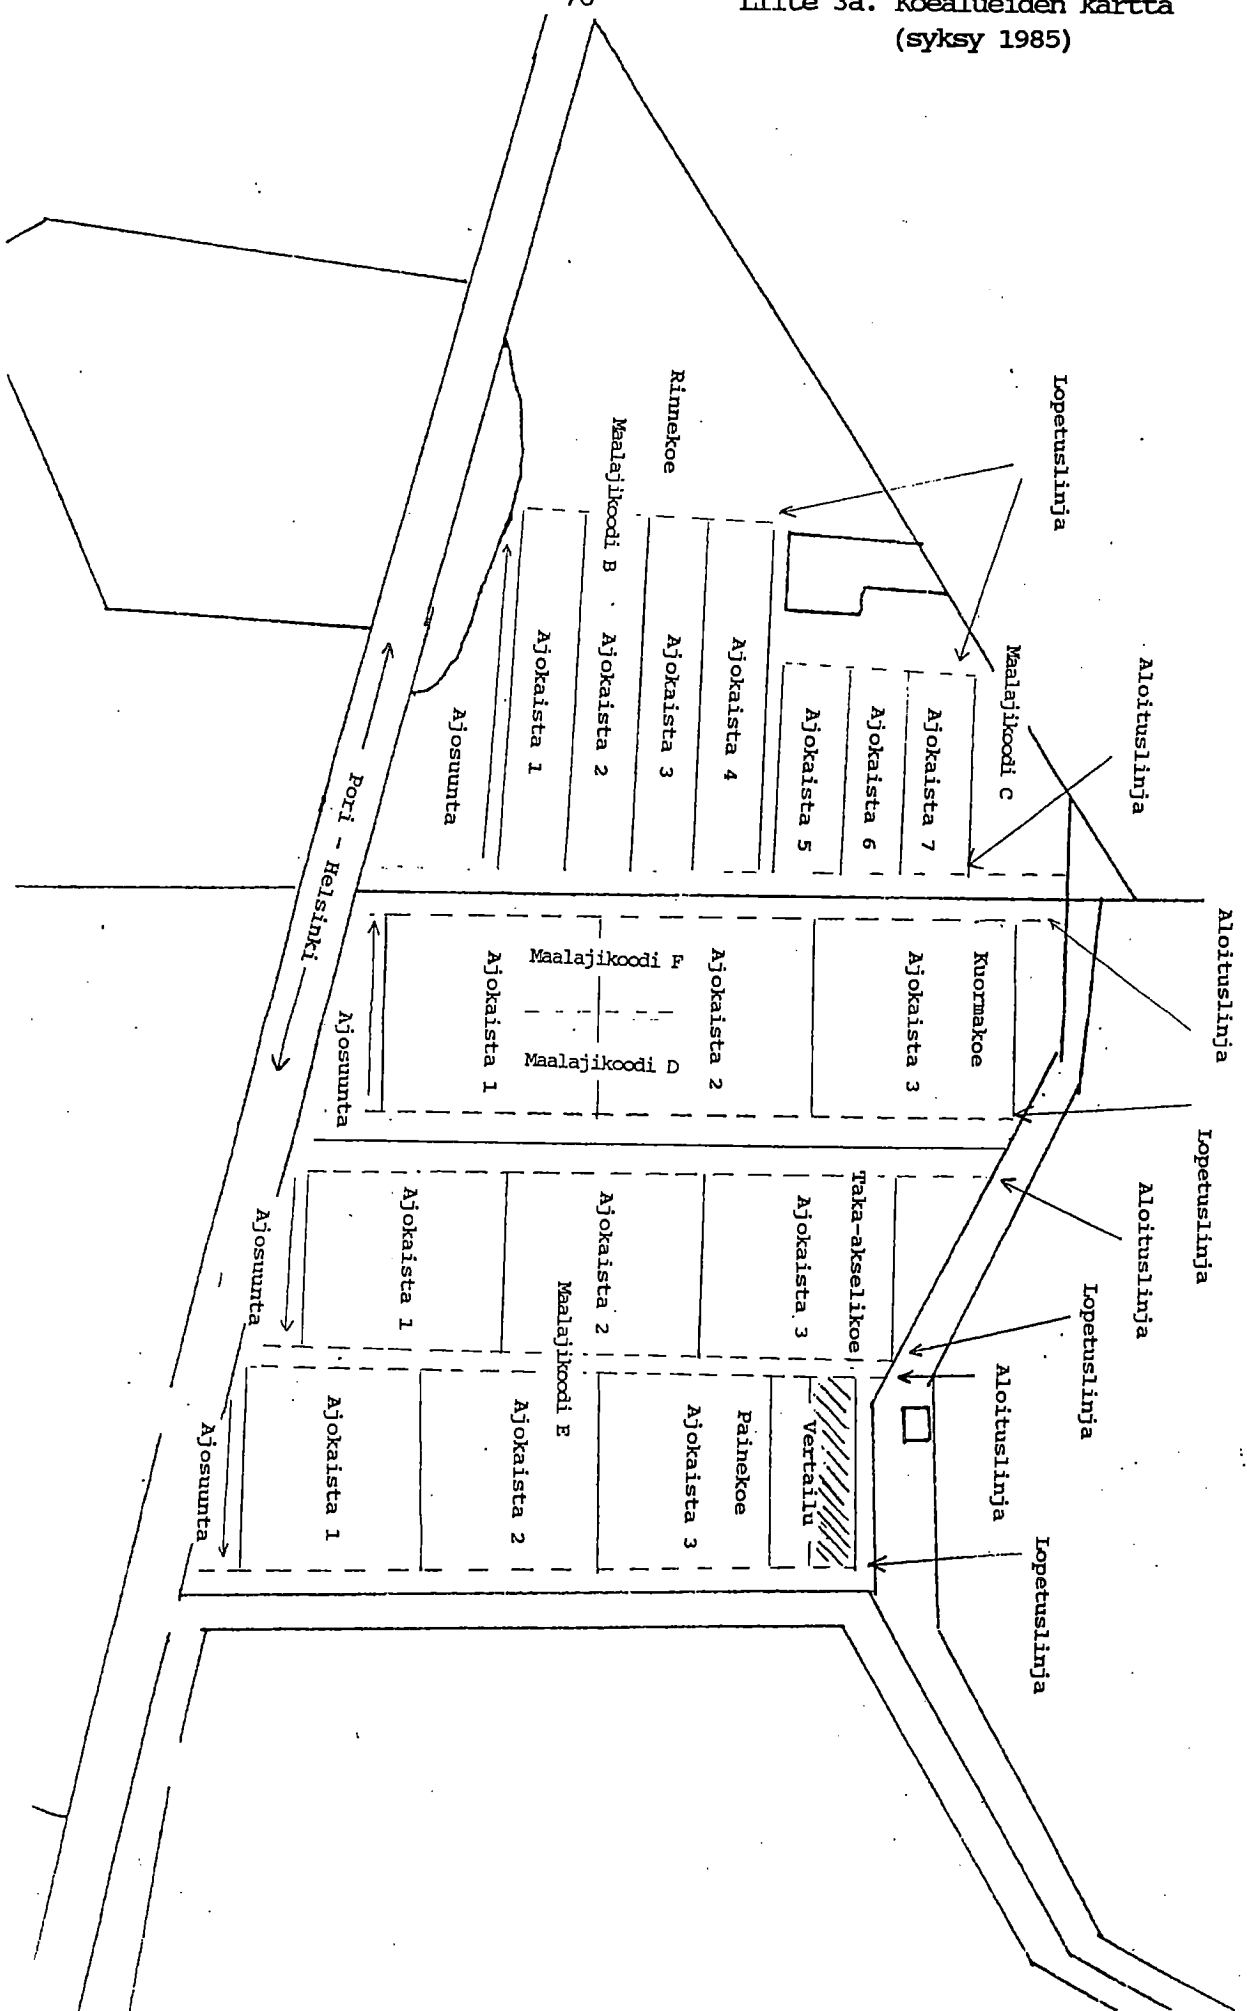 Liite 3a. Koealueiden kartta
(syksy 1985)
Lopetuslinja
Rinnekoe
Maalajikoodi B
Maalajikoodi C
Aloituslinja
Ajokaista 1
Ajokaista 2
Ajokaista 3
Ajokaista 4
Ajokaista 5
Ajokaista 6
Ajokaista 7
Ajosuunta
Pori - Helsinki
Aloituslinja
Kuormakoe
Ajokaista 1
Maalajikoodi F
Maalajikoodi D
Ajokaista 2
Ajokaista 3
Ajosuunta
Lopetuslinja
Aloituslinja
Taka-akselikoe
Ajokaista 1
Ajokaista 2
Ajokaista 3
Ajosuunta
Maalajikoodi E
Lopetuslinja
Aloituslinja
Ajokaista 1
Ajokaista 2
Ajokaista 3
Painekoe
Vertailu
Ajosuunta
Lopetuslinja